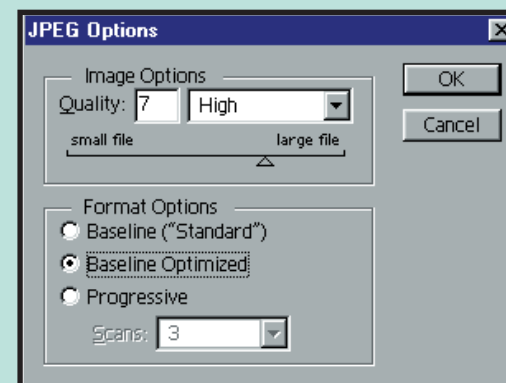 JPEG Options
Image Options
OK
Quality: 7 High
Cancel
small file large file
Format Options
Baseline ("Standard")
Baseline Optimized
Progressive
Scans: 3